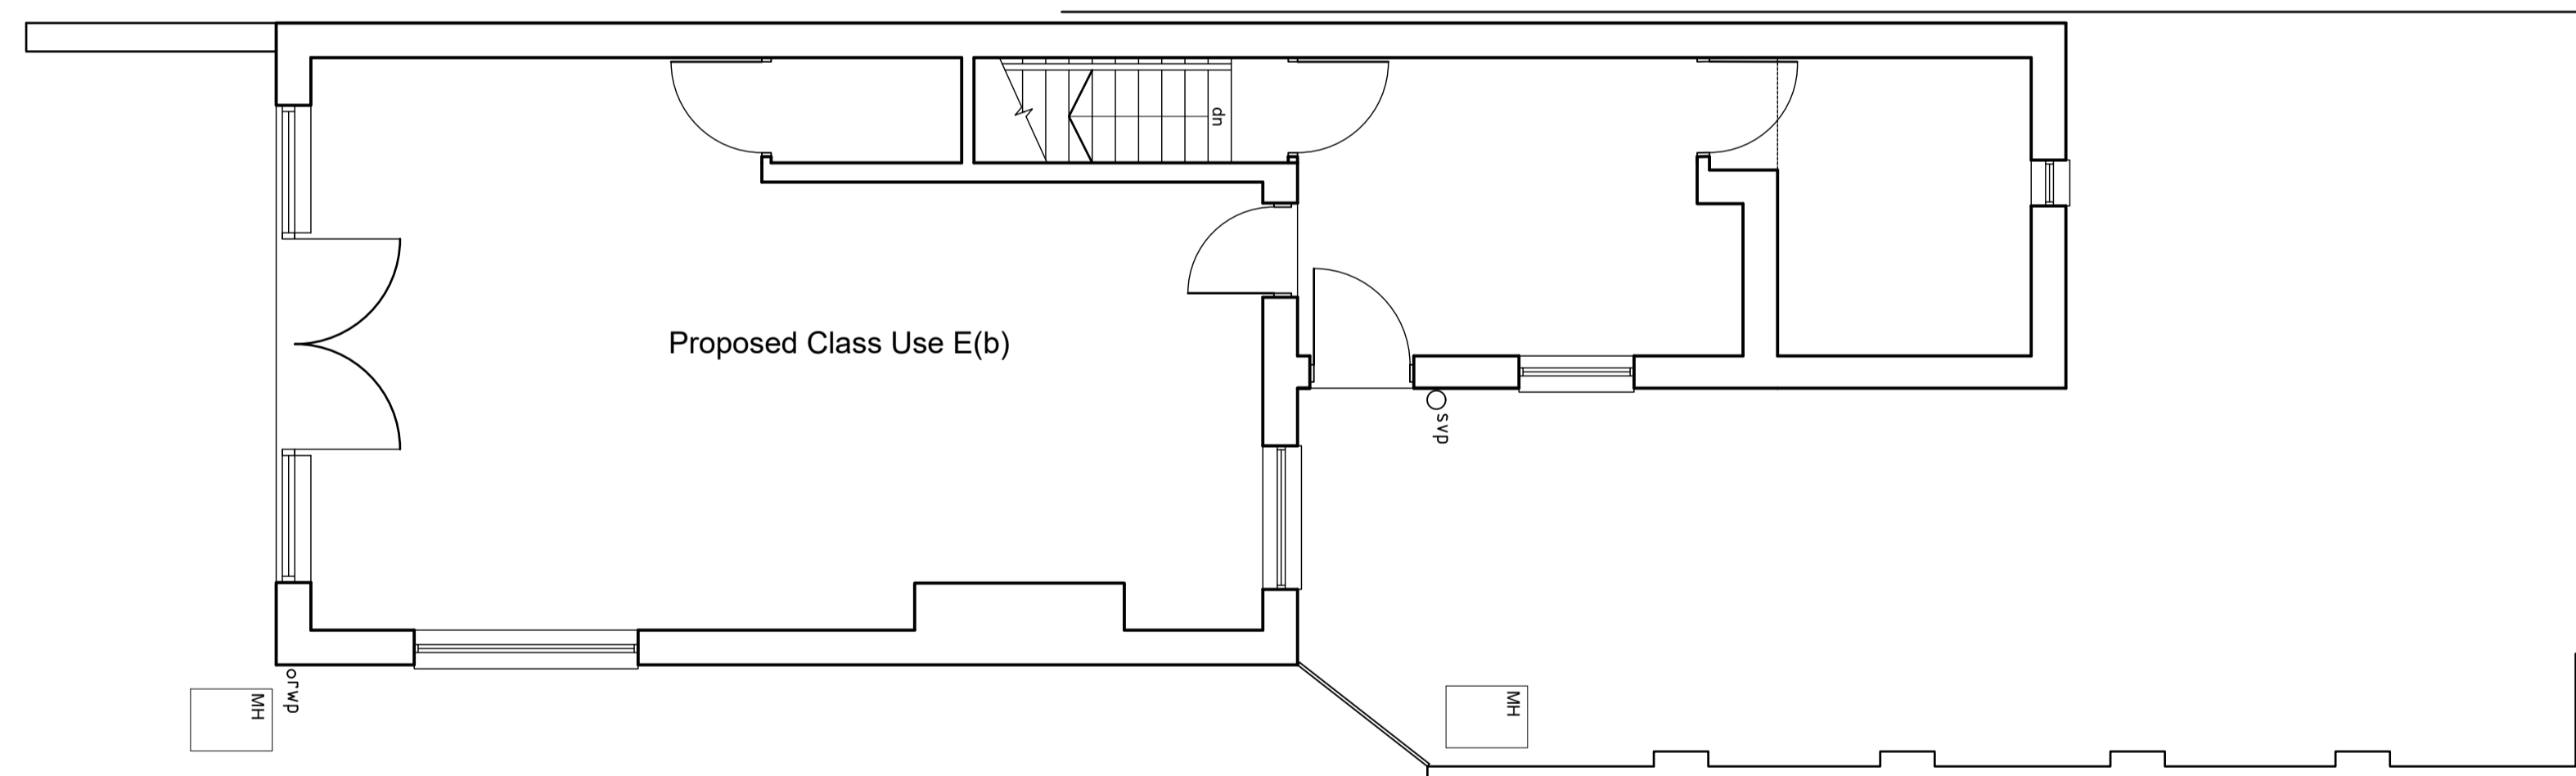 dn
Proposed Class Use E(b)
svp
rwp
MH
MH